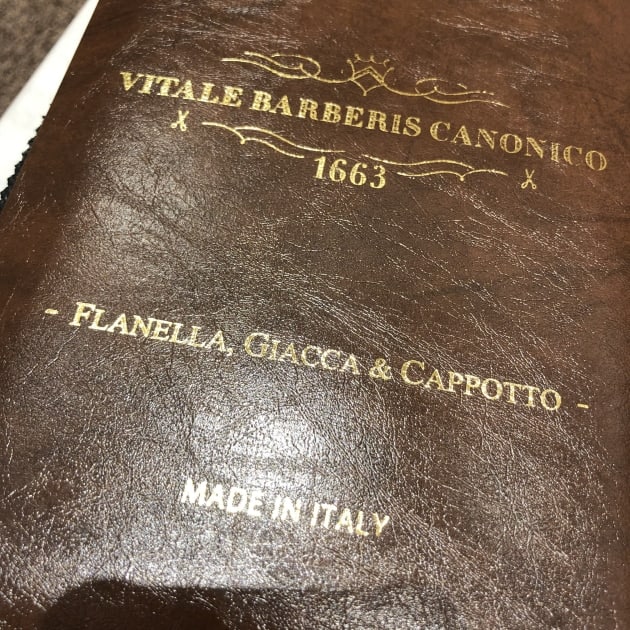 VITALE BARBERIS CANONICO
1663
- FLANELLA, GIACCA & CAPPOTTO -
MADE IN ITALY